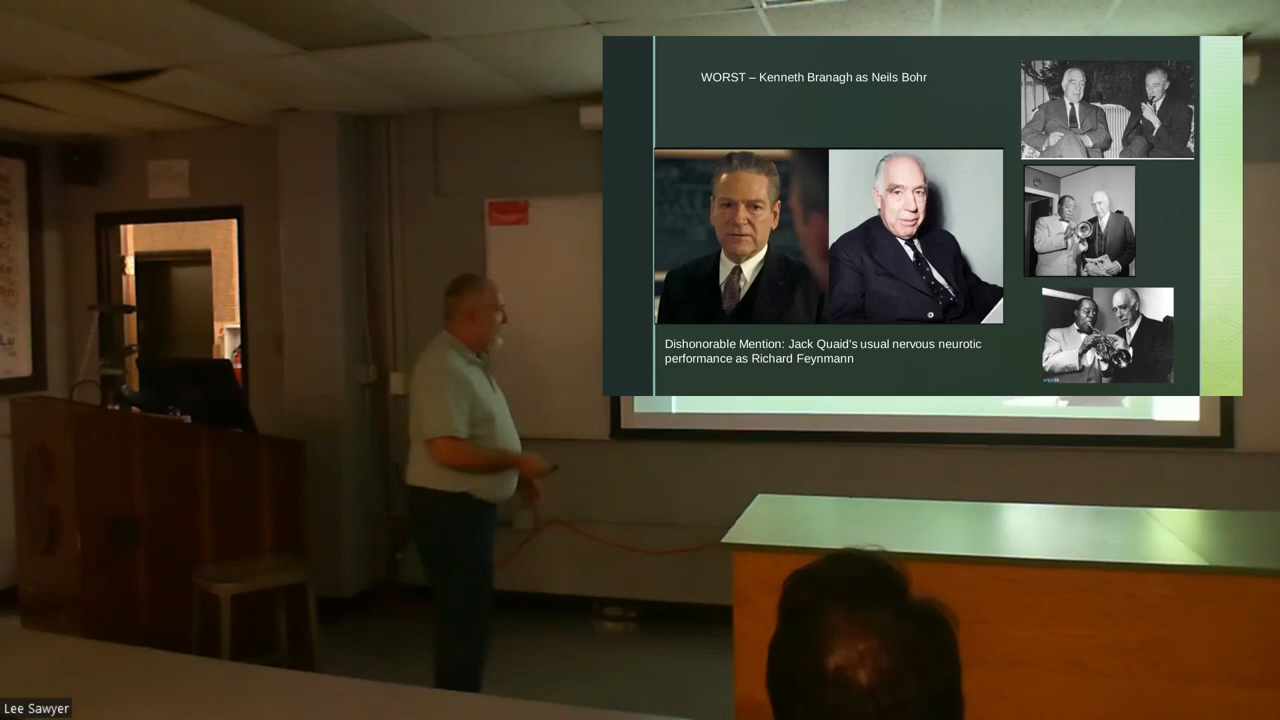 WORST – Kenneth Branagh as Neils Bohr
Dishonorable Mention: Jack Quaid's usual nervous neurotic
performance as Richard Feynmann
Lee Sawyer